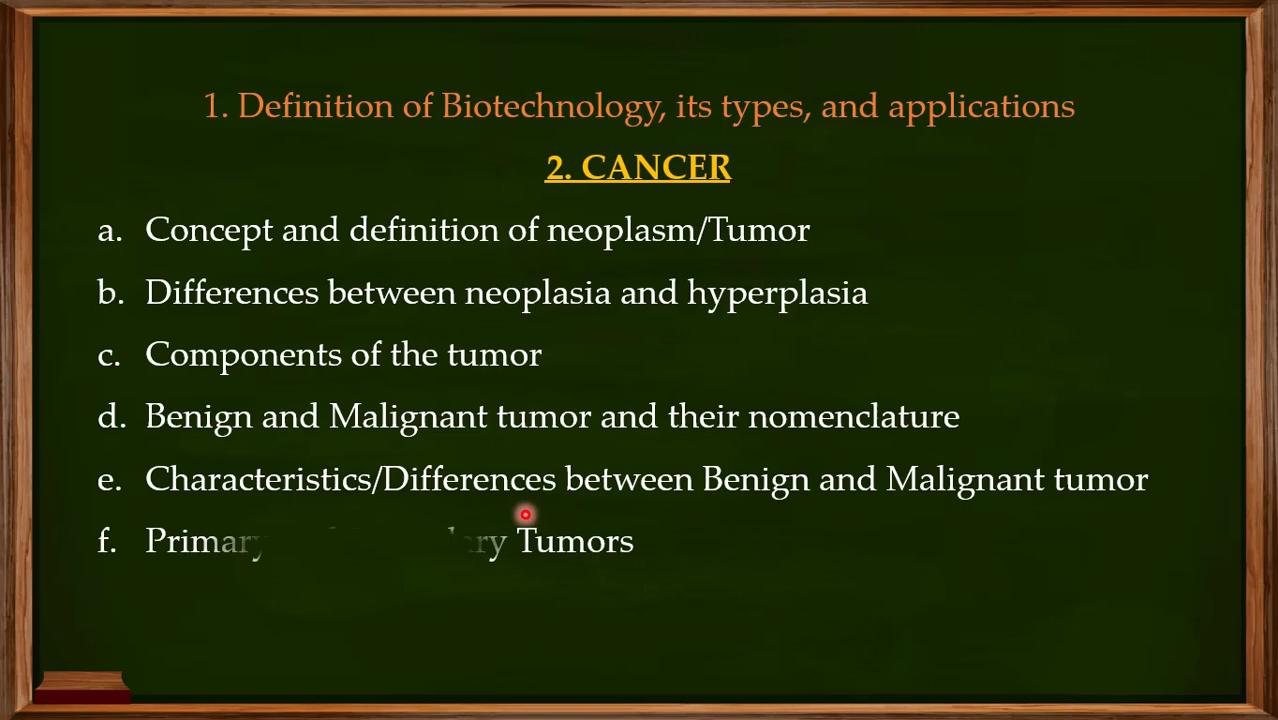 1. Definition of Biotechnology, its types, and applications
2. CANCER
a. Concept and definition of neoplasm/Tumor
b. Differences between neoplasia and hyperplasia
c. Components of the tumor
d. Benign and Malignant tumor and their nomenclature
e. Characteristics/Differences between Benign and Malignant tumor
f. Primary Tumors